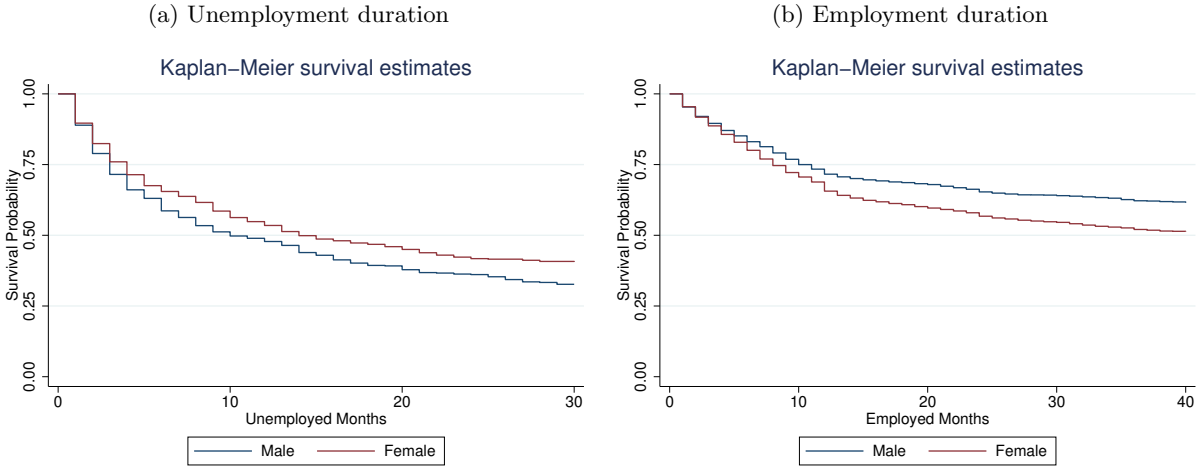 (a) Unemployment duration
Kaplan−Meier survival estimates
Survival Probability
1.00
0.75
0.50
0.25
0.00
0 10 20 30
Unemployed Months
Male Female
(b) Employment duration
Kaplan−Meier survival estimates
Survival Probability
1.00
0.75
0.50
0.25
0.00
0 10 20 30 40
Employed Months
Male Female